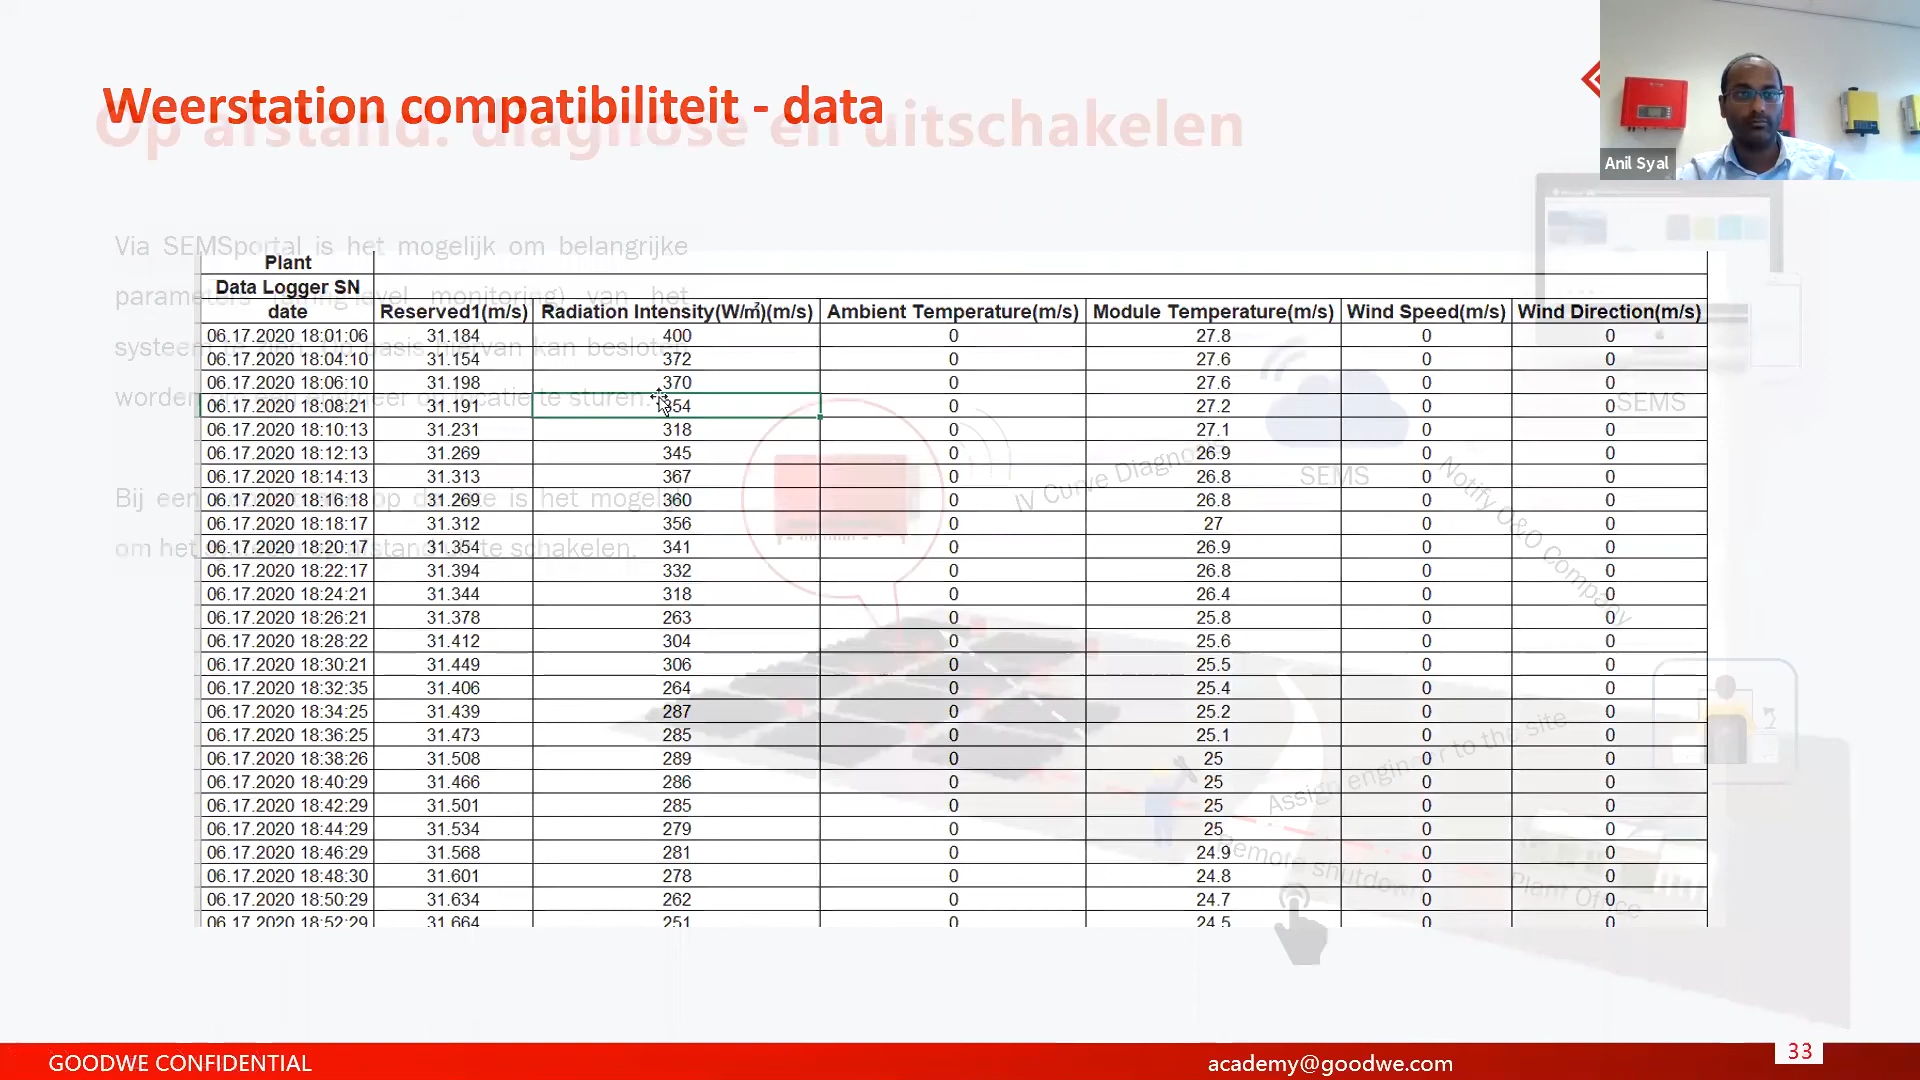 Weerstation compatibiliteit - data
Op afstand: diagnose en uitschakelen
Anil Syal
Via SEMSportal is het mogelijk om belangrijke
parameters monitoring) van het
kan besloten
worden engineer op locatie te sturen.
Bij een op is het mogelijk
om het te schakelen.
Plant
Data Logger SN
date Reserved1(m/s) Radiation Intensity(W/㎡)(m/s) Ambient Temperature(m/s) Module Temperature(m/s) Wind Speed(m/s) Wind Direction(m/s)
06.17.2020 18:01:06 31.184 400 0 27.8 0 0
06.17.2020 18:04:10 31.154 372 0 27.6 0 0
06.17.2020 18:06:10 31.198 370 0 27.6 0 0
06.17.2020 18:08:21 31.191 354 0 27.2 0 0
06.17.2020 18:10:13 31.231 318 0 27.1 0 0
06.17.2020 18:12:13 31.269 345 0 26.9 0 0
06.17.2020 18:14:13 31.313 367 0 26.8 0 0
06.17.2020 18:16:18 31.269 360 0 26.8 0 0
06.17.2020 18:18:17 31.312 356 0 27 0 0
06.17.2020 18:20:17 31.354 341 0 26.9 0 0
06.17.2020 18:22:17 31.394 332 0 26.8 0 0
06.17.2020 18:24:21 31.344 318 0 26.4 0 0
06.17.2020 18:26:21 31.378 263 0 25.8 0 0
06.17.2020 18:28:22 31.412 304 0 25.6 0 0
06.17.2020 18:30:21 31.449 306 0 25.5 0 0
06.17.2020 18:32:35 31.406 264 0 25.4 0 0
06.17.2020 18:34:25 31.439 287 0 25.2 0 0
06.17.2020 18:36:25 31.473 285 0 25.1 0 0
06.17.2020 18:38:26 31.508 289 0 25 0 0
06.17.2020 18:40:29 31.466 286 0 25 0 0
06.17.2020 18:42:29 31.501 285 0 25 0 0
06.17.2020 18:44:29 31.534 279 0 25 0 0
06.17.2020 18:46:29 31.568 281 0 24.9 0 0
06.17.2020 18:48:30 31.601 278 0 24.8 0 0
06.17.2020 18:50:29 31.634 262 0 24.7 0 0
06.17.2020 18:52:29 31.664 251 0 24.5 0 0
IV Curve Diagnosis
SEMS
SEMS
Notify O&O Company
Assign engineer to the site
Remote shutdown
Plant Office
GOODWE CONFIDENTIAL
academy@goodwe.com
33